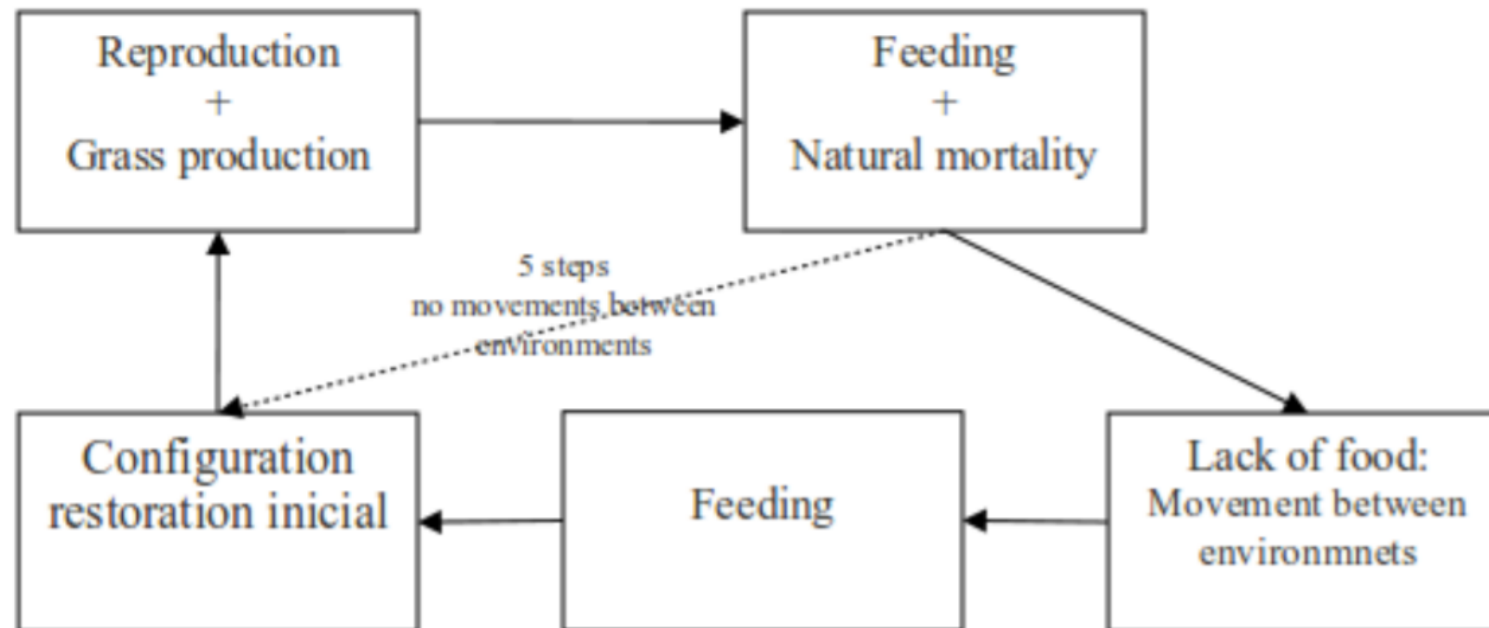 Reproduction
+
Grass production
Feeding
+
Natural mortality
5 steps
no movements between
environments
Configuration
restoration inicial
Feeding
Lack of food:
Movement between
environmnets